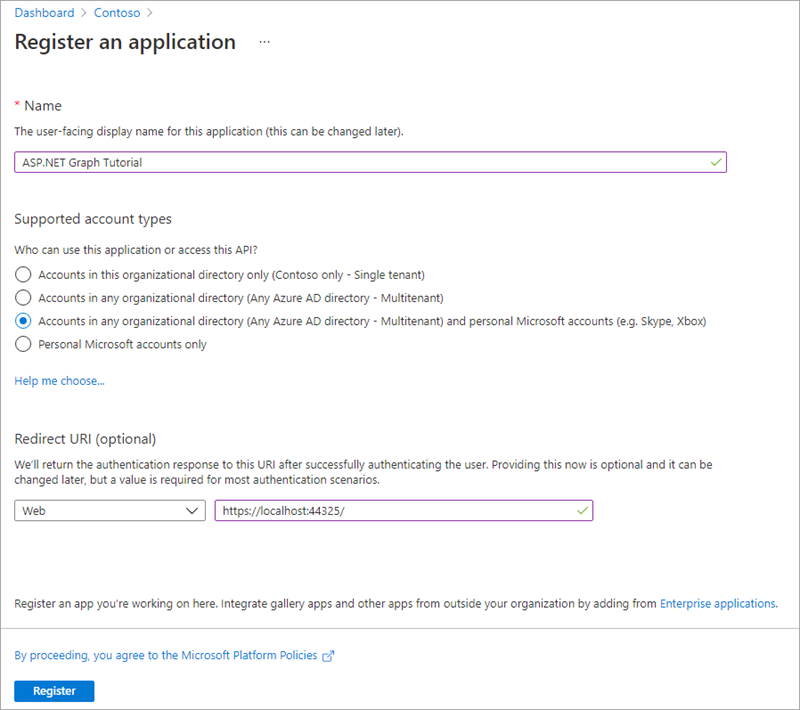 Dashboard > Contoso >
Register an application ...
* Name
The user-facing display name for this application (this can be changed later).
ASP.NET Graph Tutorial
Supported account types
Who can use this application or access this API?
Accounts in this organizational directory only (Contoso only - Single tenant)
Accounts in any organizational directory (Any Azure AD directory - Multitenant)
Accounts in any organizational directory (Any Azure AD directory - Multitenant) and personal Microsoft accounts (e.g. Skype, Xbox)
Personal Microsoft accounts only
Help me choose...
Redirect URI (optional)
We'll return the authentication response to this URI after successfully authenticating the user. Providing this now is optional and it can be
changed later, but a value is required for most authentication scenarios.
Web https://localhost:44325/
Register an app you're working on here. Integrate gallery apps and other apps from outside your organization by adding from Enterprise applications.
By proceeding, you agree to the Microsoft Platform Policies
Register